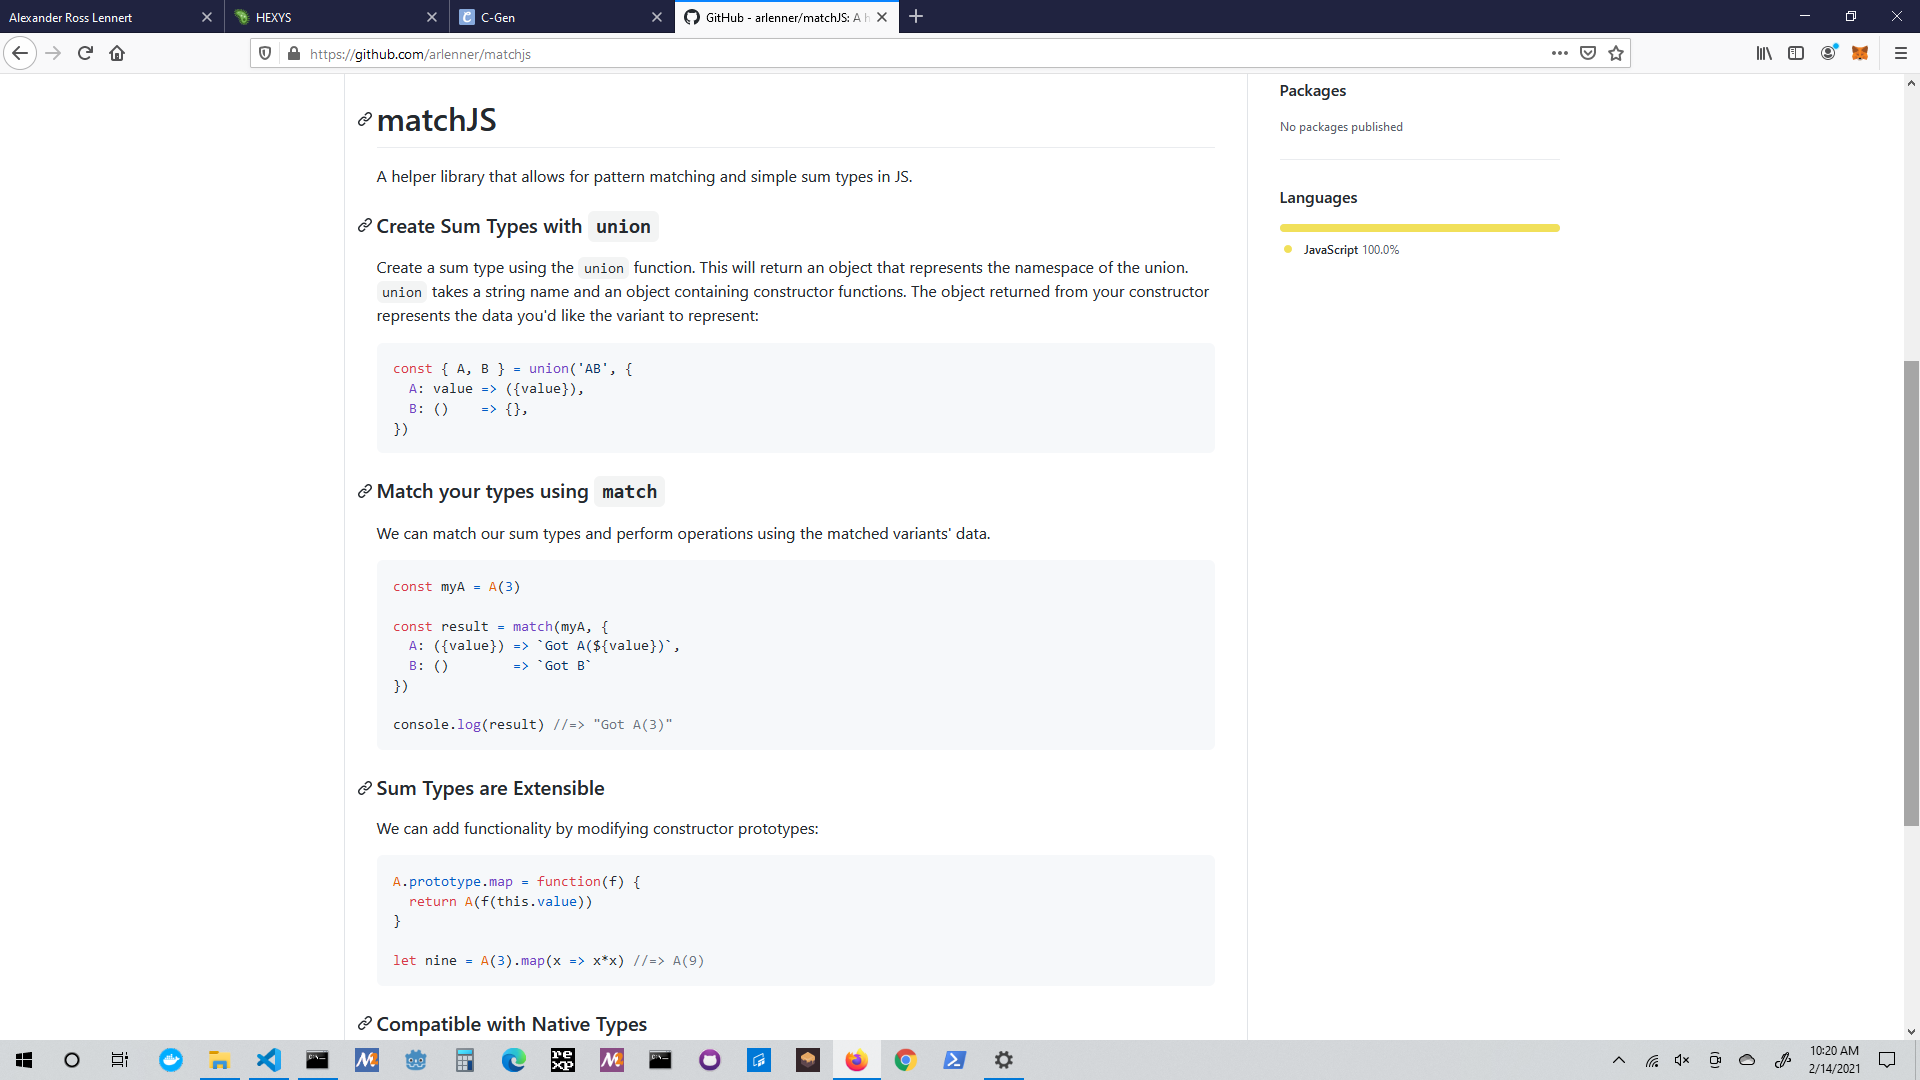 Alexander Ross Lennert
HEXYS
C-Gen
GitHub - arlenner/matchJS: A h
https://github.com/arlenner/matchjs
matchJS
A helper library that allows for pattern matching and simple sum types in JS.
Create Sum Types with union
Create a sum type using the union function. This will return an object that represents the namespace of the union.
union takes a string name and an object containing constructor functions. The object returned from your constructor
represents the data you'd like the variant to represent:
const { A, B } = union('AB', {
  A: value => ({value}),
  B: ()    => {},
})
Match your types using match
We can match our sum types and perform operations using the matched variants' data.
const myA = A(3)
const result = match(myA, {
  A: ({value}) => `Got A(${value})`,
  B: ()        => `Got B`
})
console.log(result) //=> "Got A(3)"
Sum Types are Extensible
We can add functionality by modifying constructor prototypes:
A.prototype.map = function(f) {
  return A(f(this.value))
}
let nine = A(3).map(x => x*x) //=> A(9)
Compatible with Native Types
Packages
No packages published
Languages
JavaScript 100.0%
re
xp
10:20 AM
2/14/2021